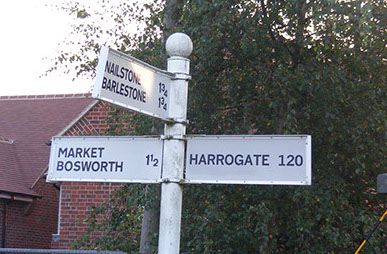 NAILSTONE 1¾
BARLESTONE 1¾
MARKET
BOSWORTH 1½
HARROGATE 120